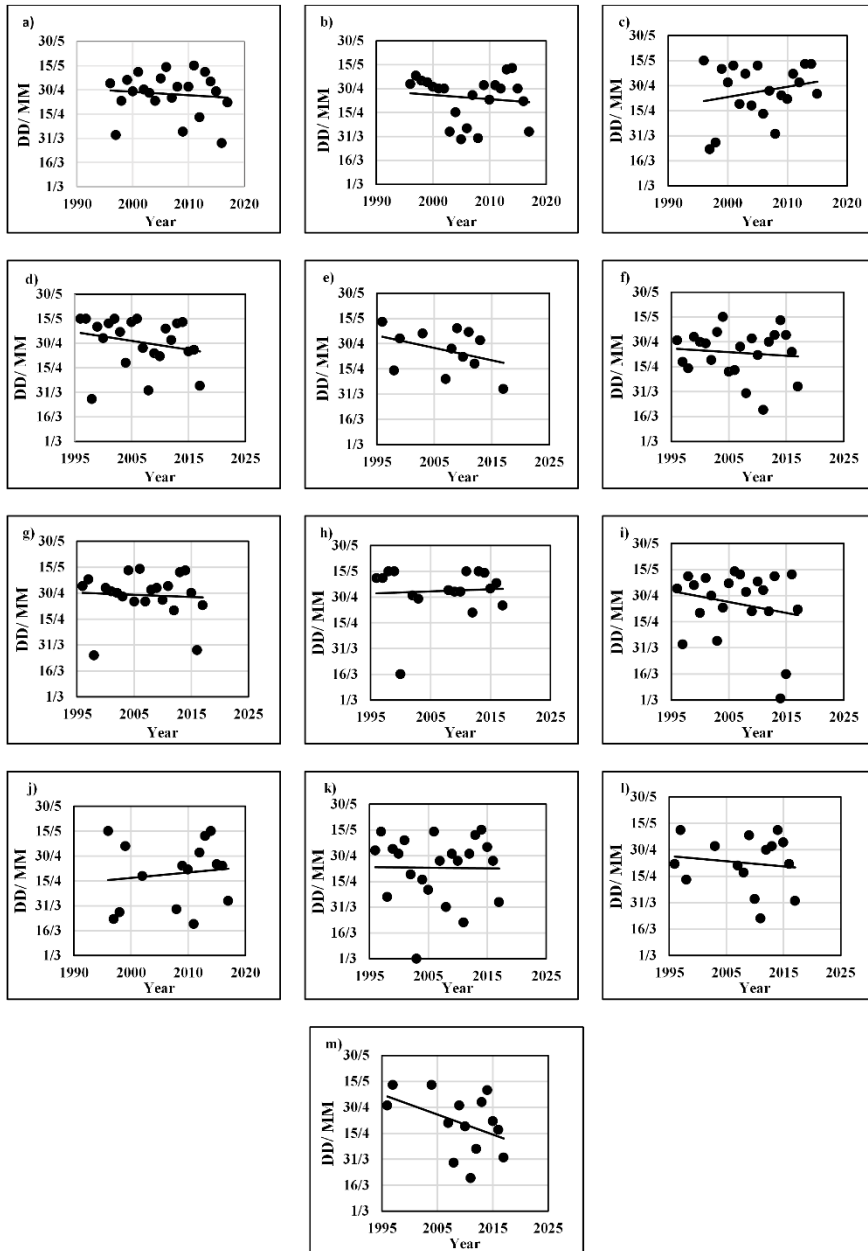 a)
30/5
15/5
30/4
15/4
31/3
16/3
1/3
DD/ MM
1990 2000 2010 2020
Year
b)
30/5
15/5
30/4
15/4
31/3
16/3
1/3
DD/ MM
1990 2000 2010 2020
Year
c)
30/5
15/5
30/4
15/4
31/3
16/3
1/3
DD/ MM
1990 2000 2010 2020
Year
d)
30/5
15/5
30/4
15/4
31/3
16/3
1/3
DD/ MM
1995 2005 2015 2025
Year
e)
30/5
15/5
30/4
15/4
31/3
16/3
1/3
DD/ MM
1995 2005 2015 2025
Year
f)
30/5
15/5
30/4
15/4
31/3
16/3
1/3
DD/ MM
1995 2005 2015 2025
Year
g)
30/5
15/5
30/4
15/4
31/3
16/3
1/3
DD/ MM
1995 2005 2015 2025
Year
h)
30/5
15/5
30/4
15/4
31/3
16/3
1/3
DD/ MM
1995 2005 2015 2025
Year
i)
30/5
15/5
30/4
15/4
31/3
16/3
1/3
DD/ MM
1995 2005 2015 2025
Year
j)
30/5
15/5
30/4
15/4
31/3
16/3
1/3
DD/ MM
1990 2000 2010 2020
Year
k)
30/5
15/5
30/4
15/4
31/3
16/3
1/3
DD/ MM
1995 2005 2015 2025
Year
l)
30/5
15/5
30/4
15/4
31/3
16/3
1/3
DD/ MM
1995 2005 2015 2025
Year
m)
30/5
15/5
30/4
15/4
31/3
16/3
1/3
DD/ MM
1995 2005 2015 2025
Year